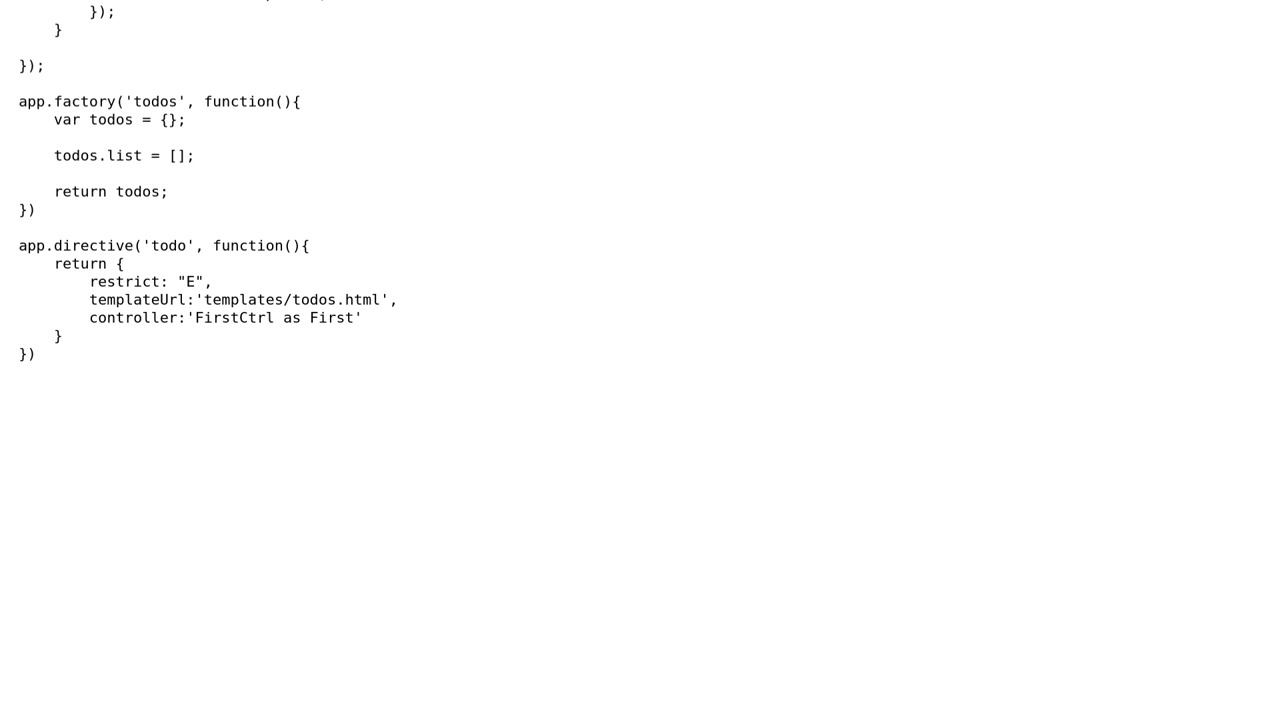 });
    }

});

app.factory('todos', function(){
    var todos = {};

    todos.list = [];

    return todos;
})

app.directive('todo', function(){
    return {
        restrict: "E",
        templateUrl:'templates/todos.html',
        controller:'FirstCtrl as First'
    }
})